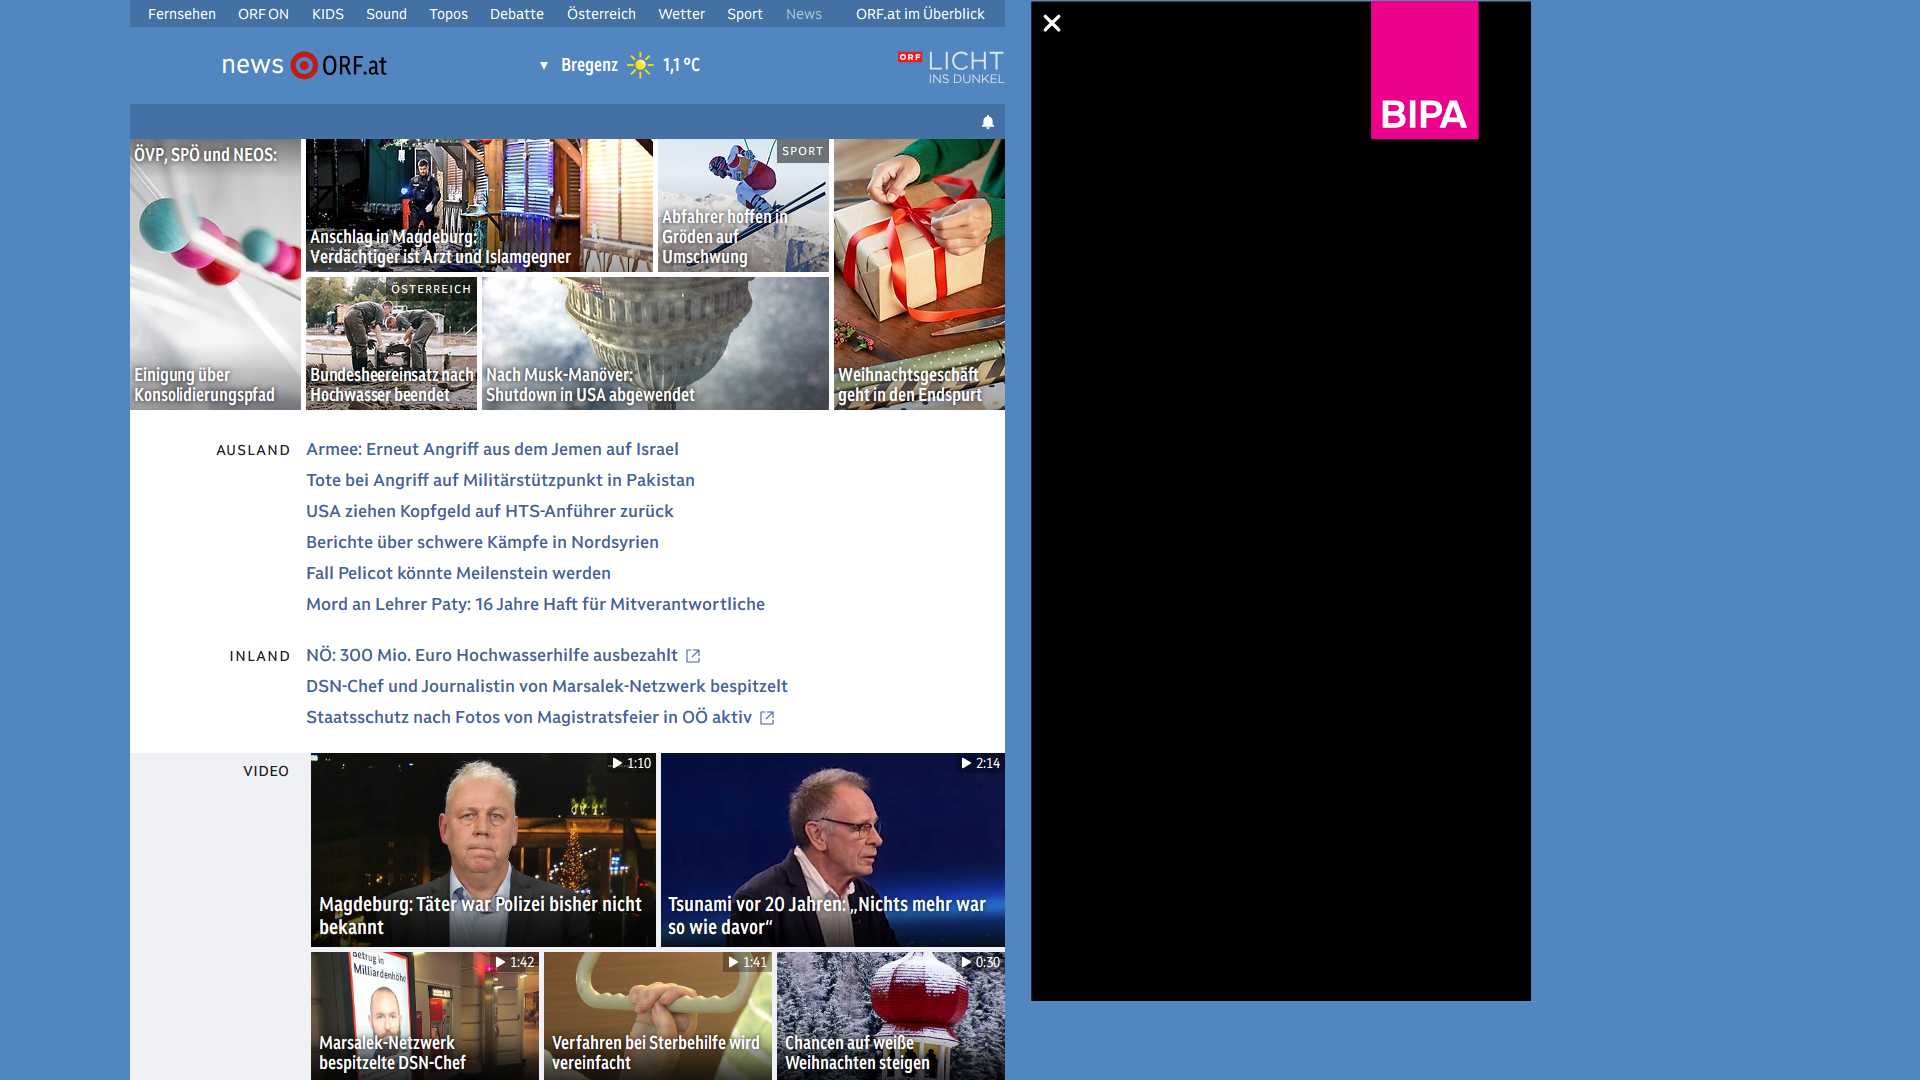 Fernsehen ORF ON KIDS Sound Topos Debatte Österreich Wetter Sport News ORF.at im Überblick
news ORF.at
Bregenz 1,1 °C
ORF LICHT
INS DUNKEL
BIPA
ÖVP, SPÖ und NEOS:
Einigung über
Konsolidierungspfad
Anschlag in Magdeburg:
Verdächtiger ist Arzt und Islamgegner
SPORT
Abfahrer hoffen in
Gröden auf
Umschwung
ÖSTERREICH
Bundesheereinsatz nach
Hochwasser beendet
Nach Musk-Manöver:
Shutdown in USA abgewendet
Weihnachtsgeschäft
geht in den Endspurt
AUSLAND
Armee: Erneut Angriff aus dem Jemen auf Israel
Tote bei Angriff auf Militärstützpunkt in Pakistan
USA ziehen Kopfgeld auf HTS-Anführer zurück
Berichte über schwere Kämpfe in Nordsyrien
Fall Pelicot könnte Meilenstein werden
Mord an Lehrer Paty: 16 Jahre Haft für Mitverantwortliche
INLAND
NÖ: 300 Mio. Euro Hochwasserhilfe ausbezahlt
DSN-Chef und Journalistin von Marsalek-Netzwerk bespitzelt
Staatsschutz nach Fotos von Magistratsfeier in OÖ aktiv
VIDEO
1:10
Magdeburg: Täter war Polizei bisher nicht
bekannt
2:14
Tsunami vor 20 Jahren: „Nichts mehr war
so wie davor“
1:42
Betrug in
Milliardenhöhe
Marsalek-Netzwerk
bespitzelte DSN-Chef
1:41
Verfahren bei Sterbehilfe wird
vereinfacht
0:30
Chancen auf weiße
Weihnachten steigen